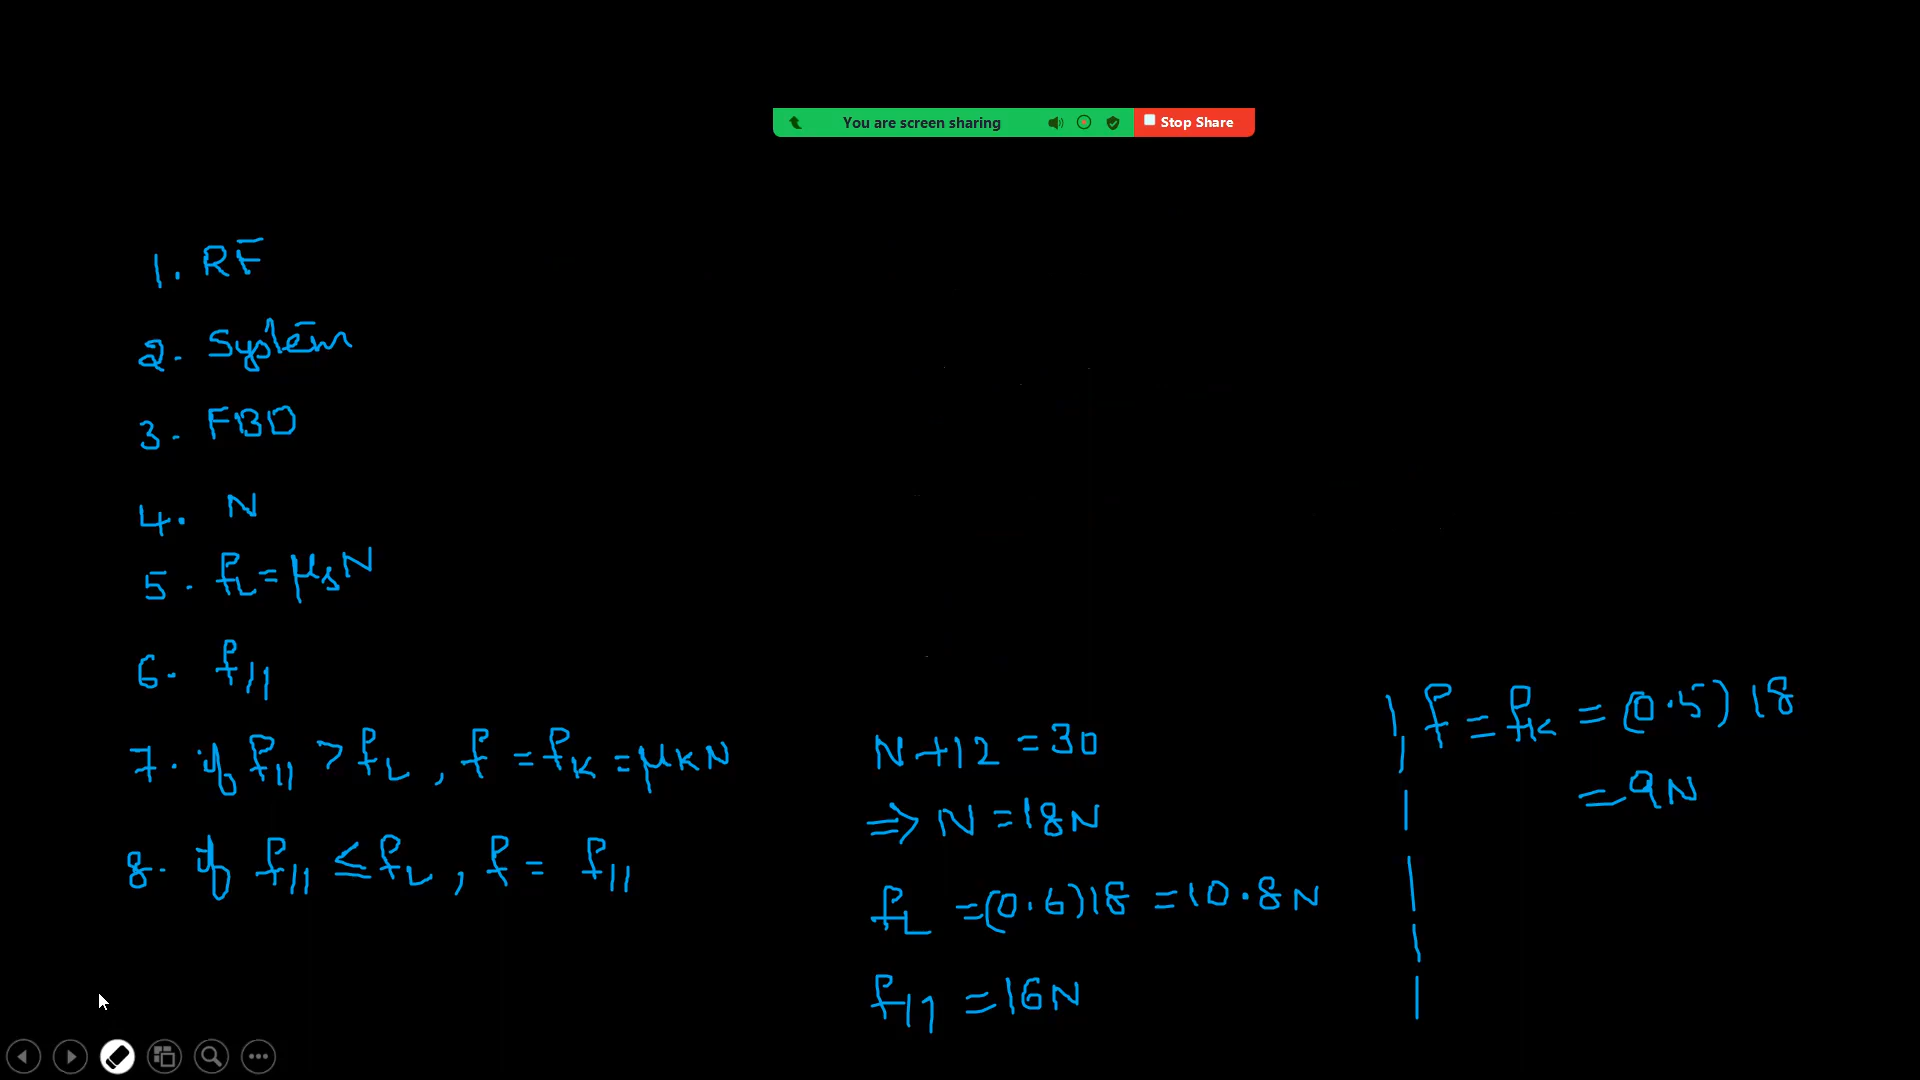 You are screen sharing
Stop Share
1. RF
2. System
3. FBD
4. N
5. fL = μsN
6. f||
7. if f|| > fL, f = fK = μKN
8. if f|| ≤ fL, f = f||
N+12 = 30
⇒ N = 18N
fL = (0.6)18 = 10.8N
f|| = 16N
f = fK = (0.5) 18
= 9N